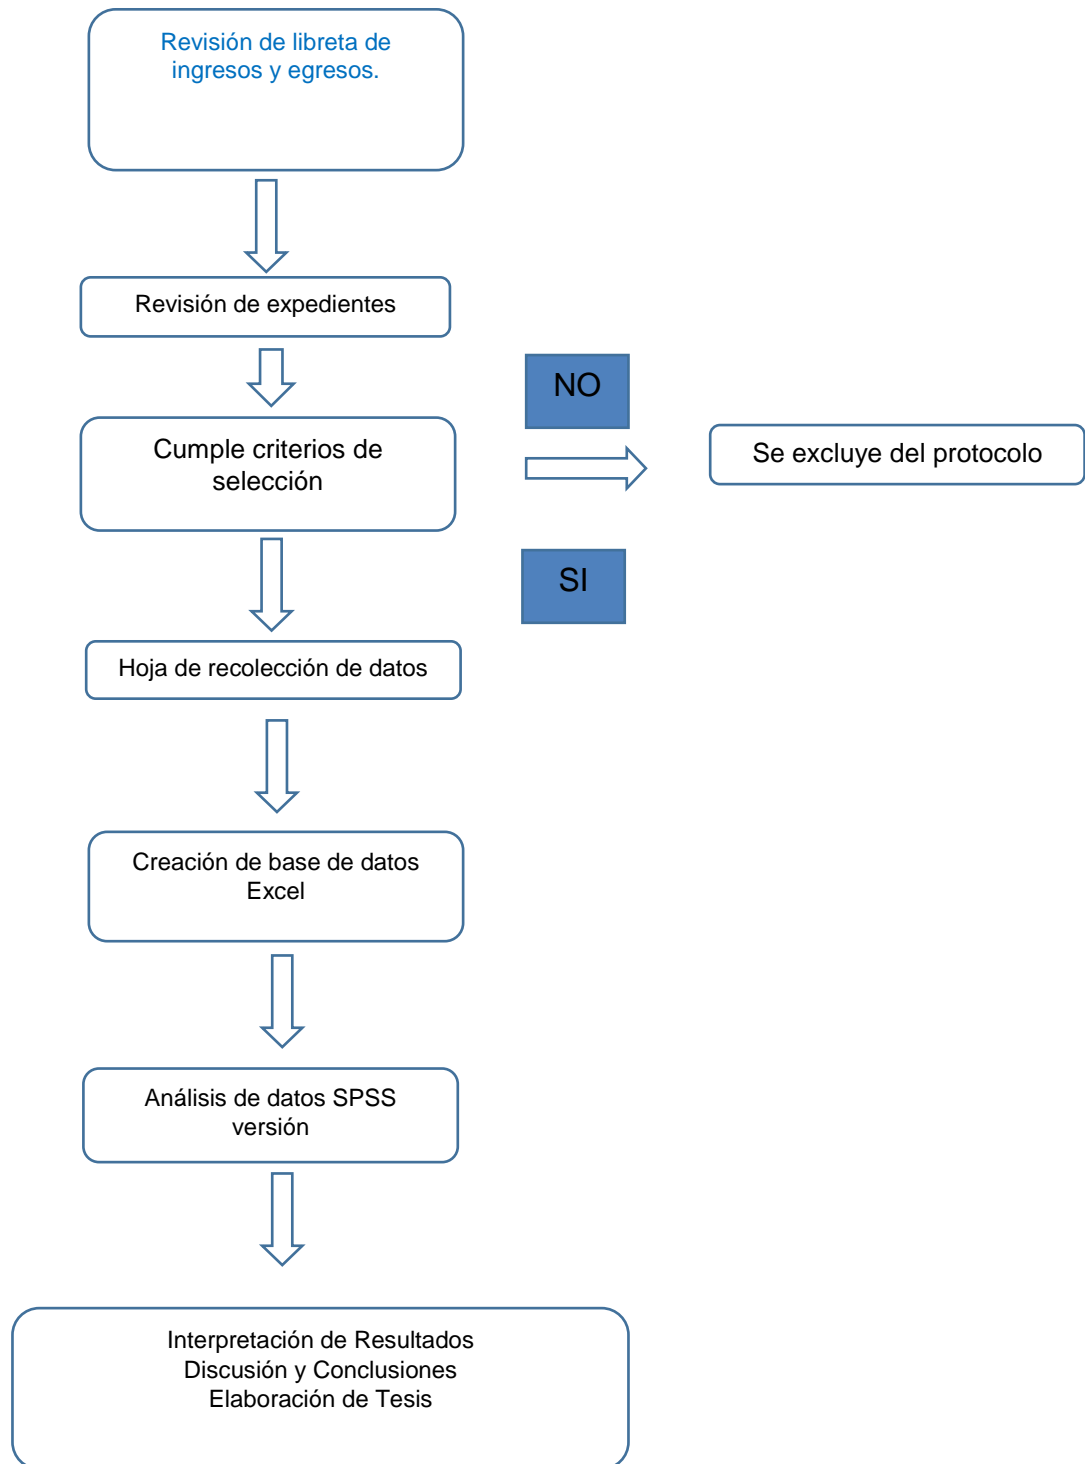 Revisión de libreta de
ingresos y egresos.
Revisión de expedientes
NO
Cumple criterios de
selección
Se excluye del protocolo
SI
Hoja de recolección de datos
Creación de base de datos
Excel
Análisis de datos SPSS
versión
Interpretación de Resultados
Discusión y Conclusiones
Elaboración de Tesis